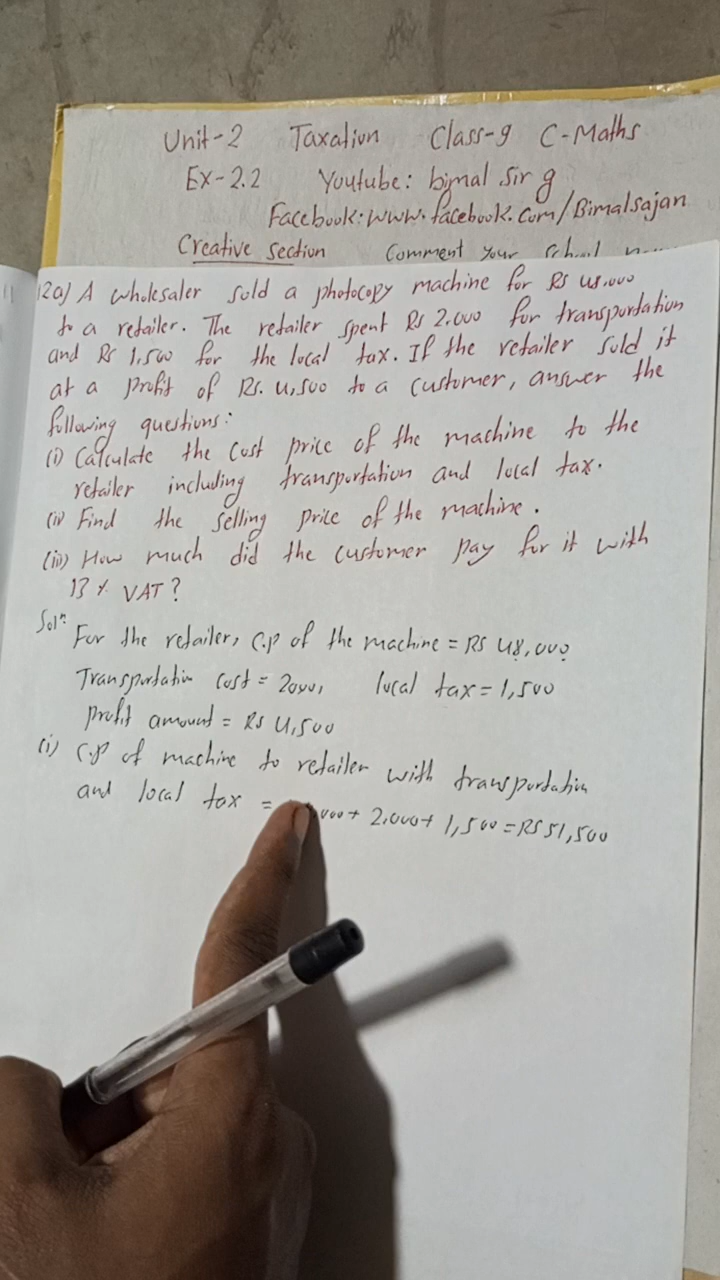 Unit-2 Taxation Class-9 C-Maths
Ex-2.2 Youtube: bimal sir g
Facebook: www.facebook.com/Bimalsajan
Creative section Comment your school
12a) A wholesaler sold a photocopy machine for Rs 48,000
to a retailer. The retailer spent Rs 2,000 for transportation
and Rs 1,500 for the local tax. If the retailer sold it
at a profit of Rs. 4,500 to a customer, answer the
following questions:
(i) Calculate the cost price of the machine to the
retailer including transportation and local tax.
(ii) Find the selling price of the machine.
(iii) How much did the customer pay for it with
13% VAT?
Solⁿ
For the retailer, C.P of the machine = RS 48,000
Transportation cost = 2000, local tax = 1,500
profit amount = Rs 4,500
(i) C.P of machine to retailer with transportation
and local tax = 000 + 2,000 + 1,500 = RS 51,500